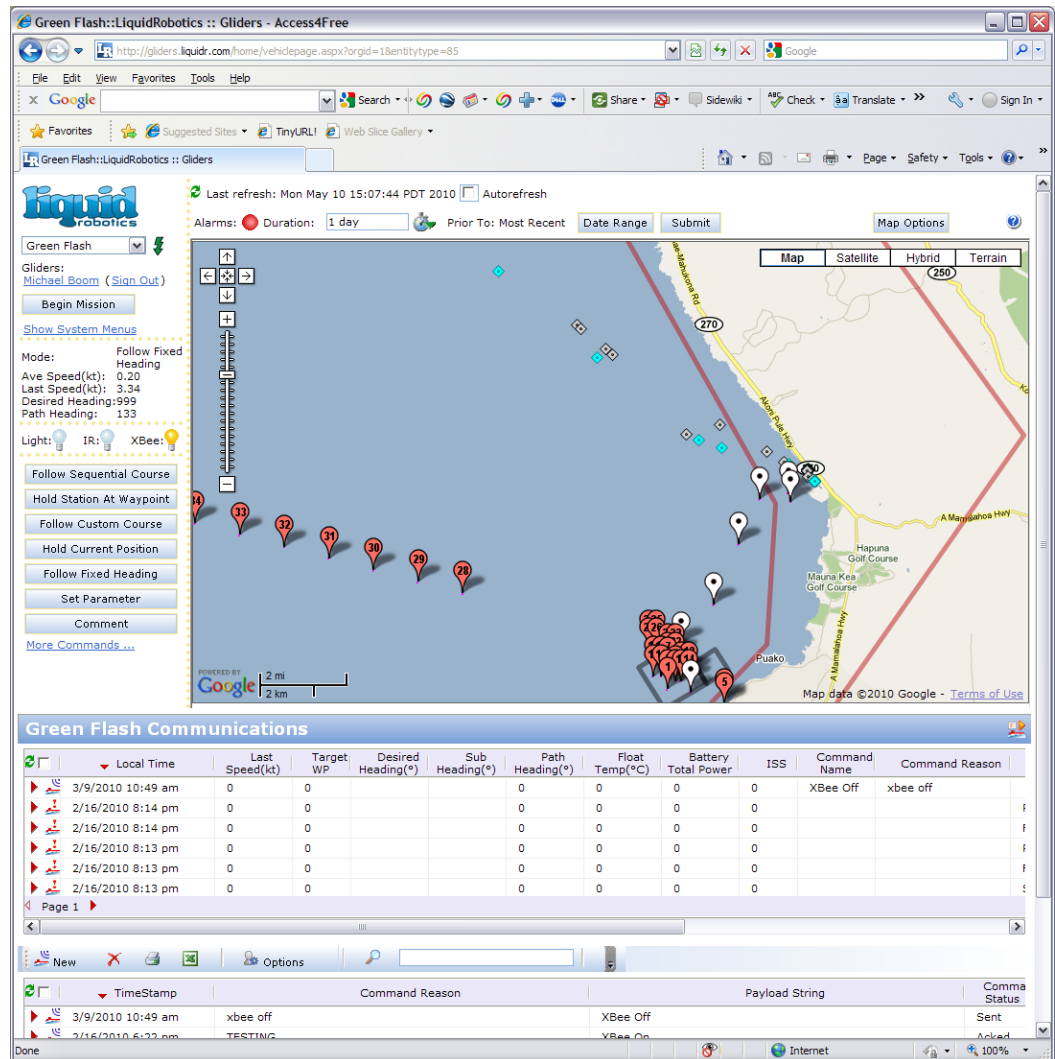 Green Flash::LiquidRobotics :: Gliders - Access4Free
http://gliders.liquidr.com/home/vehiclepage.aspx?orgid=1&entitytype=85
Google
File Edit View Favorites Tools Help
x Google Search Share Sidewiki Check Translate Sign In
Favorites Suggested Sites TinyURL! Web Slice Gallery
Green Flash::LiquidRobotics :: Gliders
Page Safety Tools
liquid robotics
Last refresh: Mon May 10 15:07:44 PDT 2010 Autorefresh
Alarms: Duration: 1 day Prior To: Most Recent Date Range Submit Map Options
Green Flash
Gliders:
Michael Boom (Sign Out)
Begin Mission
Show System Menus
Mode: Follow Fixed Heading
Ave Speed(kt): 0.20
Last Speed(kt): 3.34
Desired Heading:999
Path Heading: 133
Light: IR: XBee:
Follow Sequential Course
Hold Station At Waypoint
Follow Custom Course
Hold Current Position
Follow Fixed Heading
Set Parameter
Comment
More Commands ...
Map Satellite Hybrid Terrain
250
270
Akoni Pule Hwy
34
33
32
31
30
29
28
A Mamalahoa Hwy
Hapuna Golf Course
Mauna Kea Golf Course
A Mamalahoa Hwy
Puako
1
5
POWERED BY Google
2 mi
2 km
Map data ©2010 Google - Terms of Use
Green Flash Communications
Local Time Last Speed(kt) Target WP Desired Heading(°) Sub Heading(°) Path Heading(°) Float Temp(°C) Battery Total Power ISS Command Name Command Reason
3/9/2010 10:49 am 0 0 0 0 0 0 XBee Off xbee off
2/16/2010 8:14 pm 0 0 0 0 0 0
2/16/2010 8:14 pm 0 0 0 0 0 0
2/16/2010 8:13 pm 0 0 0 0 0 0
2/16/2010 8:13 pm 0 0 0 0 0 0
2/16/2010 8:13 pm 0 0 0 0 0 0
Page 1
New Options
TimeStamp Command Reason Payload String Comma Status
3/9/2010 10:49 am xbee off XBee Off Sent
2/16/2010 6:22 pm TESTING XBee On Acked
Done Internet 100%